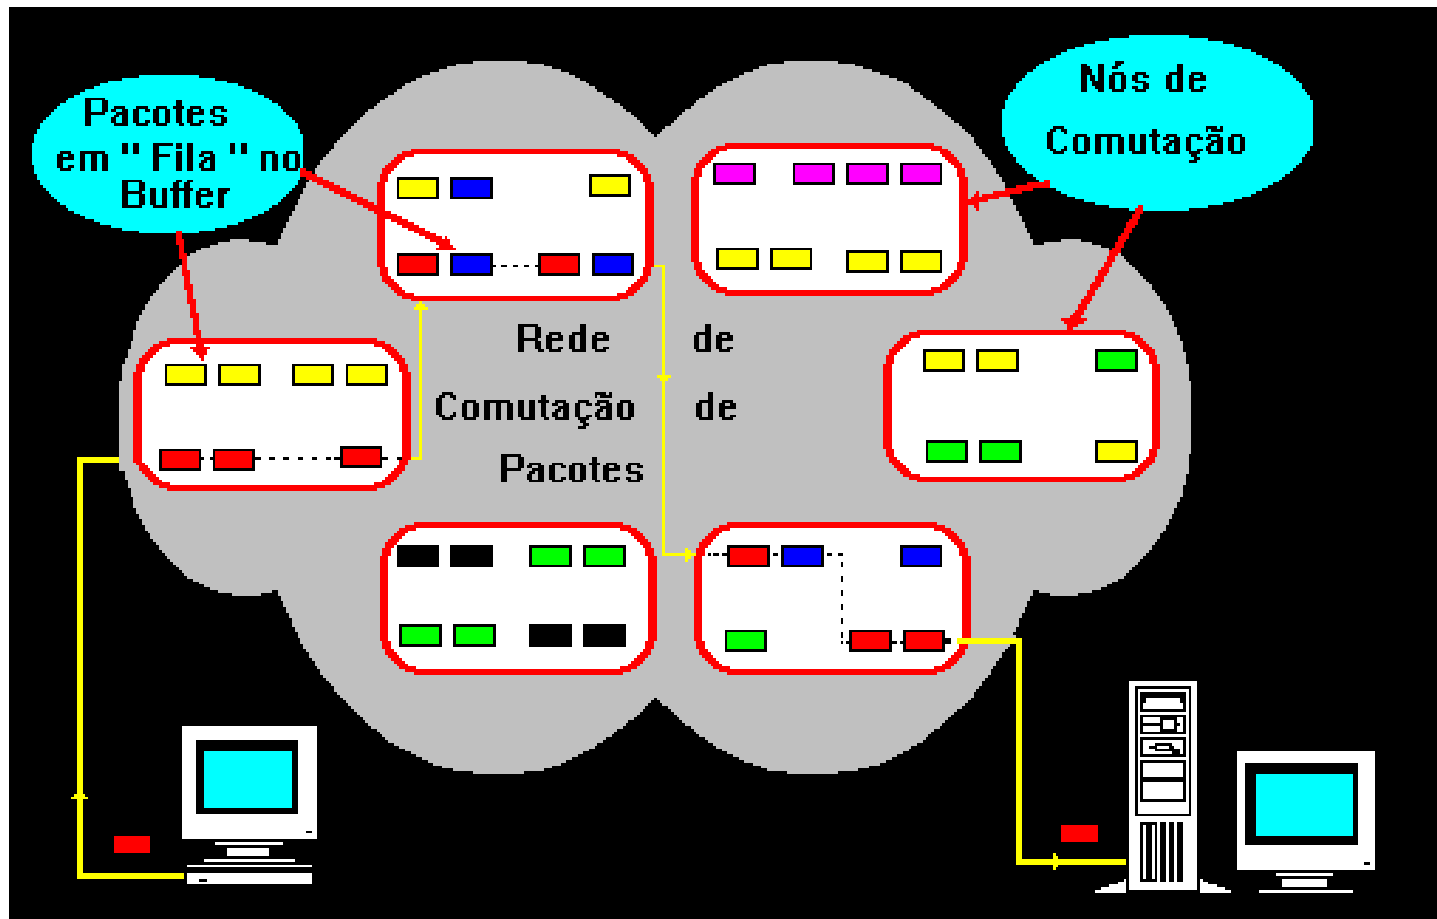 Pacotes
em " Fila " no
Buffer
Nós de
Comutação
Rede de
Comutação de
Pacotes